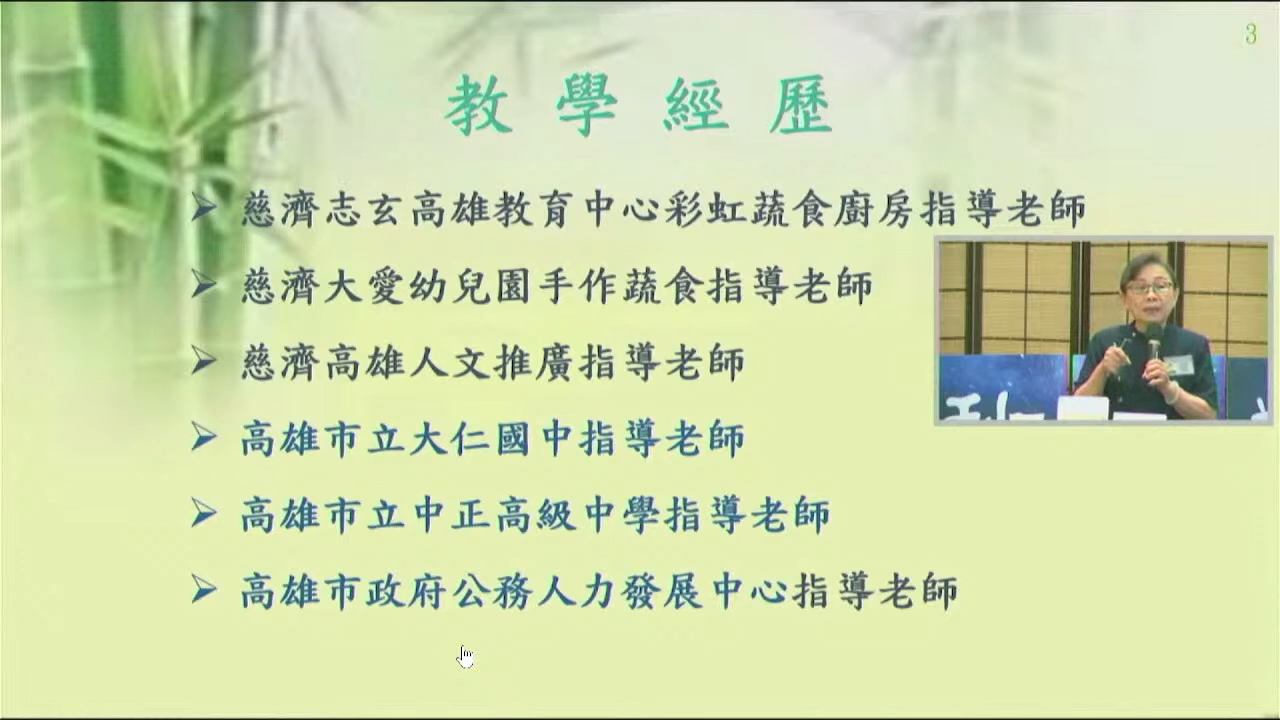 3
教學經歷
慈濟志玄高雄教育中心彩虹蔬食廚房指導老師
慈濟大愛幼兒園手作蔬食指導老師
慈濟高雄人文推廣指導老師
高雄市立大仁國中指導老師
高雄市立中正高級中學指導老師
高雄市政府公務人力發展中心指導老師